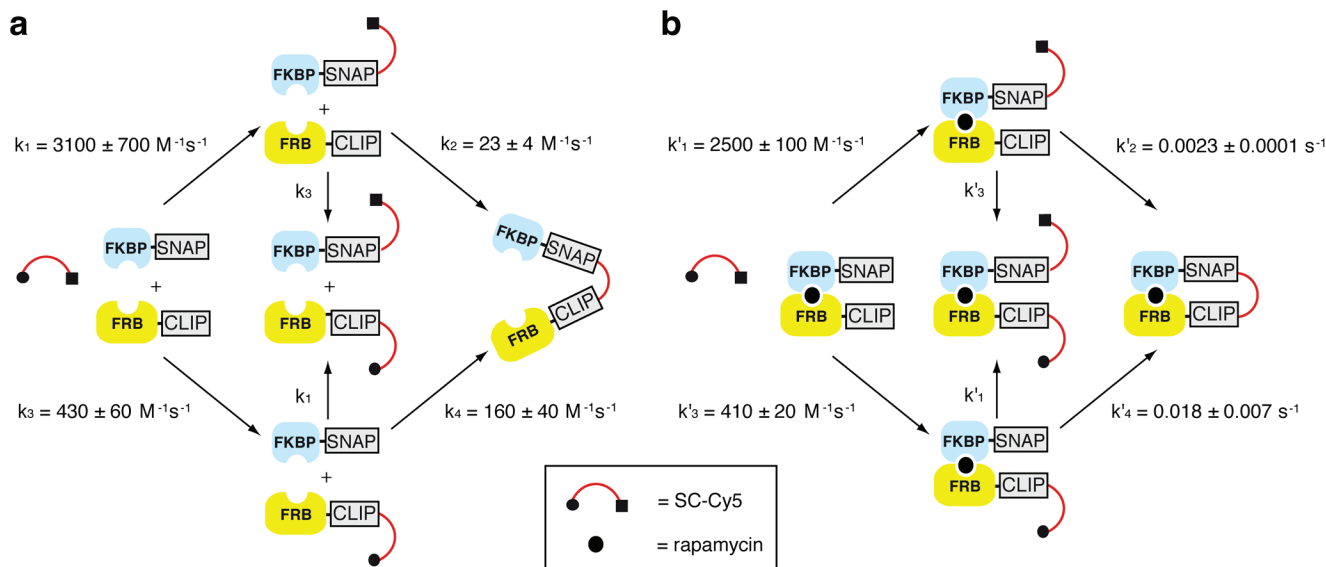 a
FKBP SNAP
+
FRB CLIP
k₁ = 3100 ± 700 M⁻¹s⁻¹
k₂ = 23 ± 4 M⁻¹s⁻¹
k₃
FKBP SNAP
+
FRB CLIP
FKBP SNAP
+
FRB CLIP
FKBP SNAP
FRB CLIP
k₃ = 430 ± 60 M⁻¹s⁻¹
k₁
k₄ = 160 ± 40 M⁻¹s⁻¹
FKBP SNAP
+
FRB CLIP
b
FKBP SNAP
FRB CLIP
k'₁ = 2500 ± 100 M⁻¹s⁻¹
k'₂ = 0.0023 ± 0.0001 s⁻¹
k'₃
FKBP SNAP
FRB CLIP
FKBP SNAP
FRB CLIP
FKBP SNAP
FRB CLIP
k'₃ = 410 ± 20 M⁻¹s⁻¹
k'₁
k'₄ = 0.018 ± 0.007 s⁻¹
FKBP SNAP
FRB CLIP
= SC-Cy5
= rapamycin